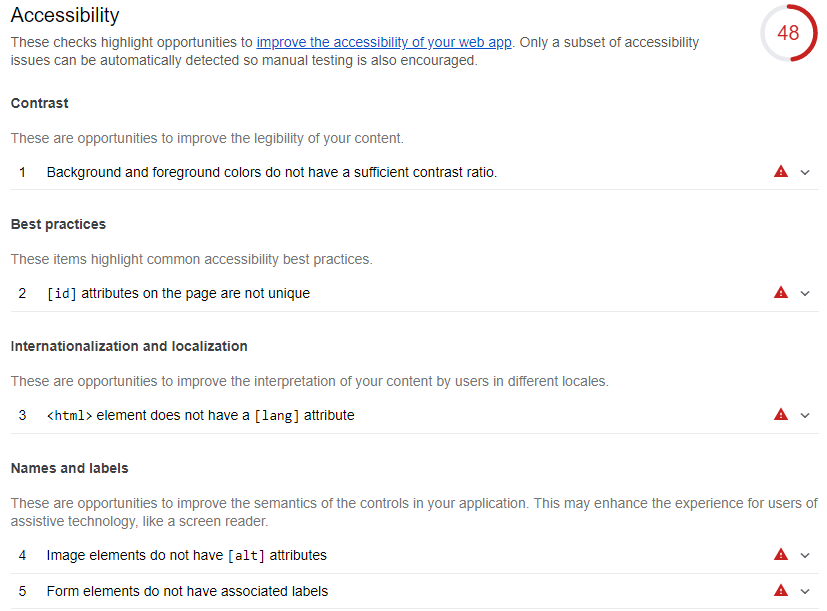 Accessibility
48
These checks highlight opportunities to improve the accessibility of your web app. Only a subset of accessibility
issues can be automatically detected so manual testing is also encouraged.
Contrast
These are opportunities to improve the legibility of your content.
1 Background and foreground colors do not have a sufficient contrast ratio.
Best practices
These items highlight common accessibility best practices.
2 [id] attributes on the page are not unique
Internationalization and localization
These are opportunities to improve the interpretation of your content by users in different locales.
3 <html> element does not have a [lang] attribute
Names and labels
These are opportunities to improve the semantics of the controls in your application. This may enhance the experience for users of
assistive technology, like a screen reader.
4 Image elements do not have [alt] attributes
5 Form elements do not have associated labels